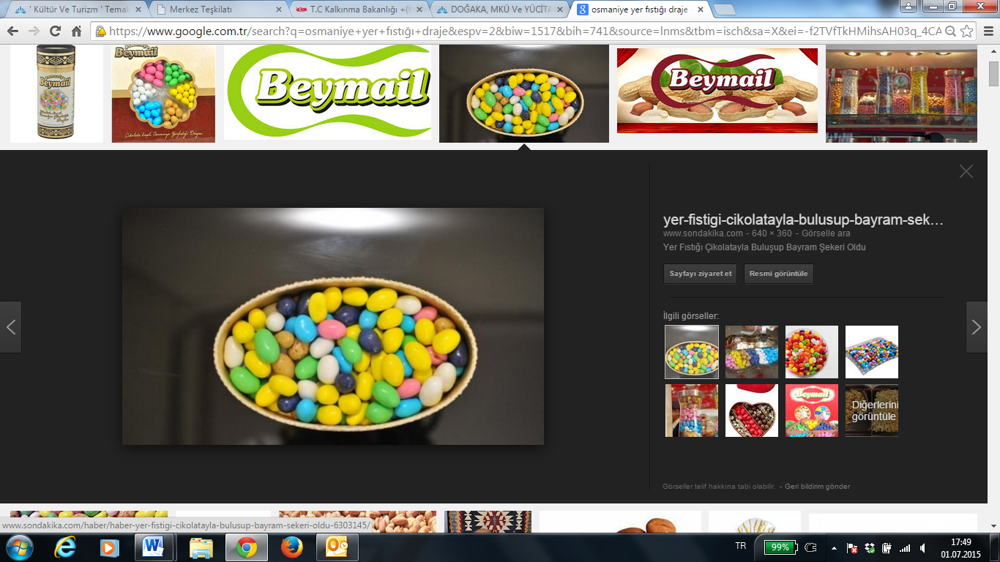 ' Kültür Ve Turizm ' Temal
Merkez Teşkilatı
T.C Kalkınma Bakanlığı +(9
DOĞAKA, MKÜ Ve YÜCİTA
osmaniye yer fıstığı draje
https://www.google.com.tr/search?q=osmaniye+yer+fıstığı+draje&espv=2&biw=1517&bih=741&source=lnms&tbm=isch&sa=X&ei=-f2TVfTkHMihsAH03q_4CA
Beymail
Beymail
Beymail
Beymail
yer-fistigi-cikolatayla-bulusup-bayram-sek...
www.sondakika.com - 640 × 360 - Görselle ara
Yer Fıstığı Çikolatayla Buluşup Bayram Şekeri Oldu
Sayfayı ziyaret et
Resmi görüntüle
İlgili görseller:
Beymail
Diğerlerini
görüntüle
Görseller telif hakkına tabi olabilir. - Geri bildirim gönder
www.sondakika.com/haber/haber-yer-fistigi-cikolatayla-bulusup-bayram-sekeri-oldu-6303145/
TR
99%
17:49
01.07.2015